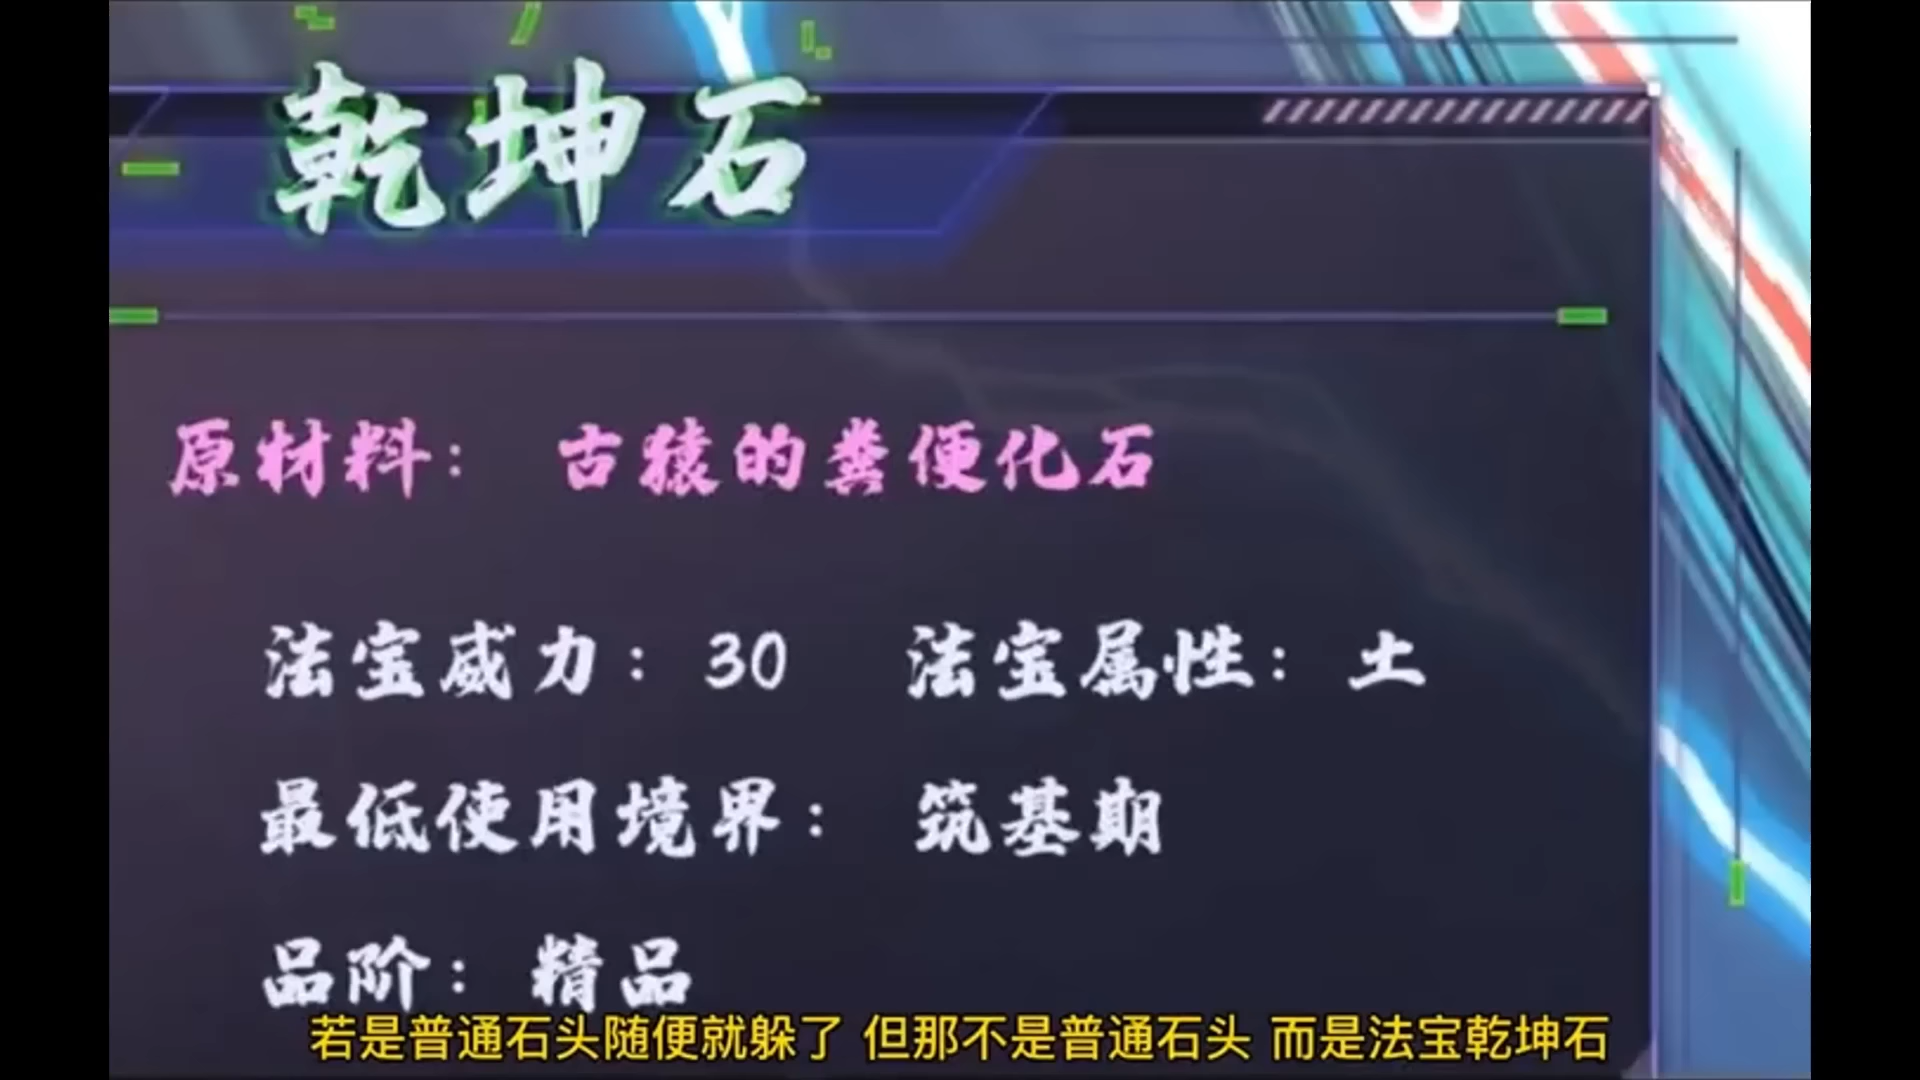 乾坤石
原材料： 古猿的粪便化石
法宝威力：30 法宝属性：土
最低使用境界： 筑基期
品阶：精品
若是普通石头随便就躲了 但那不是普通石头 而是法宝乾坤石